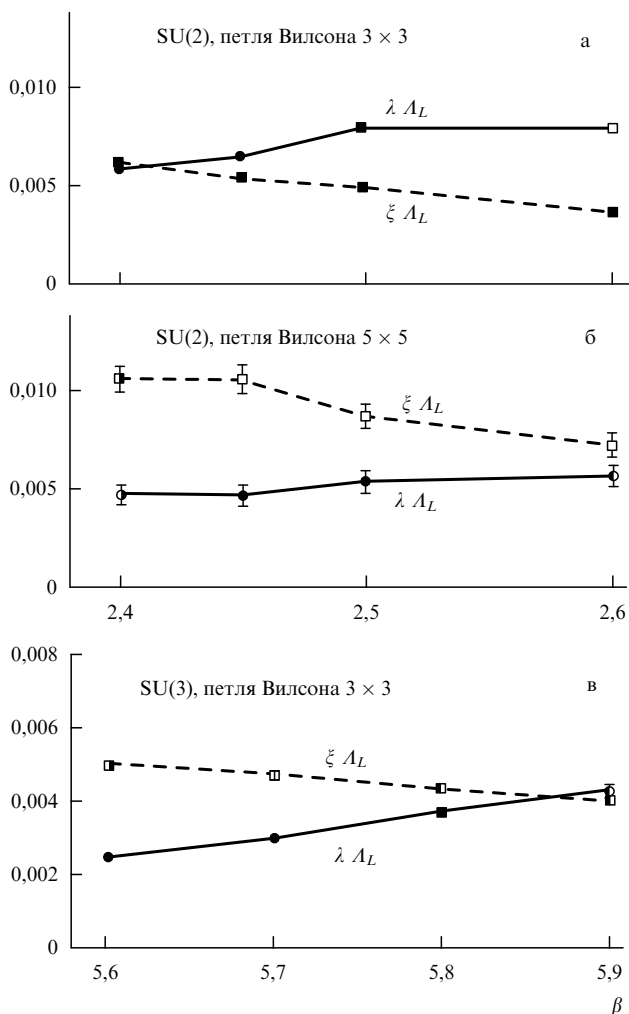 SU(2), петля Вилсона 3 × 3
а
0,010
λ Λ_L
0,005
ξ Λ_L
0
SU(2), петля Вилсона 5 × 5
б
0,010
ξ Λ_L
0,005
λ Λ_L
0
2,4
2,5
2,6
0,008
SU(3), петля Вилсона 3 × 3
в
0,006
ξ Λ_L
0,004
0,002
λ Λ_L
0
5,6
5,7
5,8
5,9
β